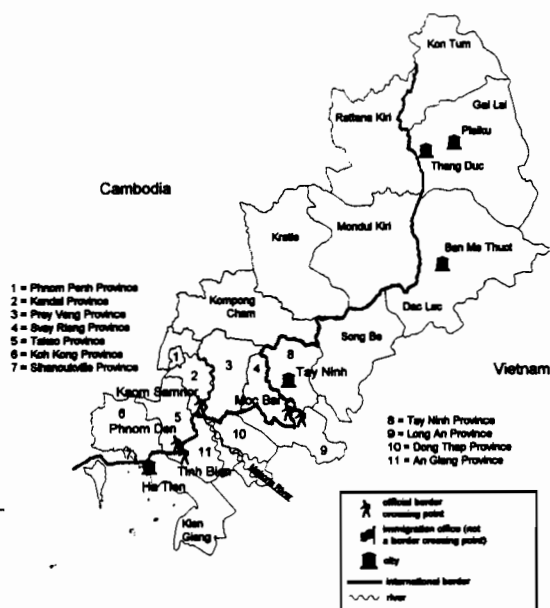 Kon Tum
Gai Lai
Rattana Kiri
Plaiku
Thang Duc
Cambodia
Kratie
Mondul Kiri
Ban Me Thuot
1 = Phnom Penh Province
2 = Kandal Province
3 = Prey Veng Province
4 = Svay Rieng Province
5 = Takeo Province
6 = Koh Kong Province
7 = Sihanoukville Province
Kompong
Cham
Dac Lac
Song Be
Vietnam
1
2
3
4
8
Tay Ninh
Kaom Samnor
Moc Bai
6
Phnom Den
5
10
9
8 = Tay Ninh Province
9 = Long An Province
10 = Dong Thap Province
11 = An Giang Province
11
Tinh Bien
Mekong River
Ha Tien
Kien
Giang
official border
crossing point
immigration office (not
a border crossing point)
city
international border
river